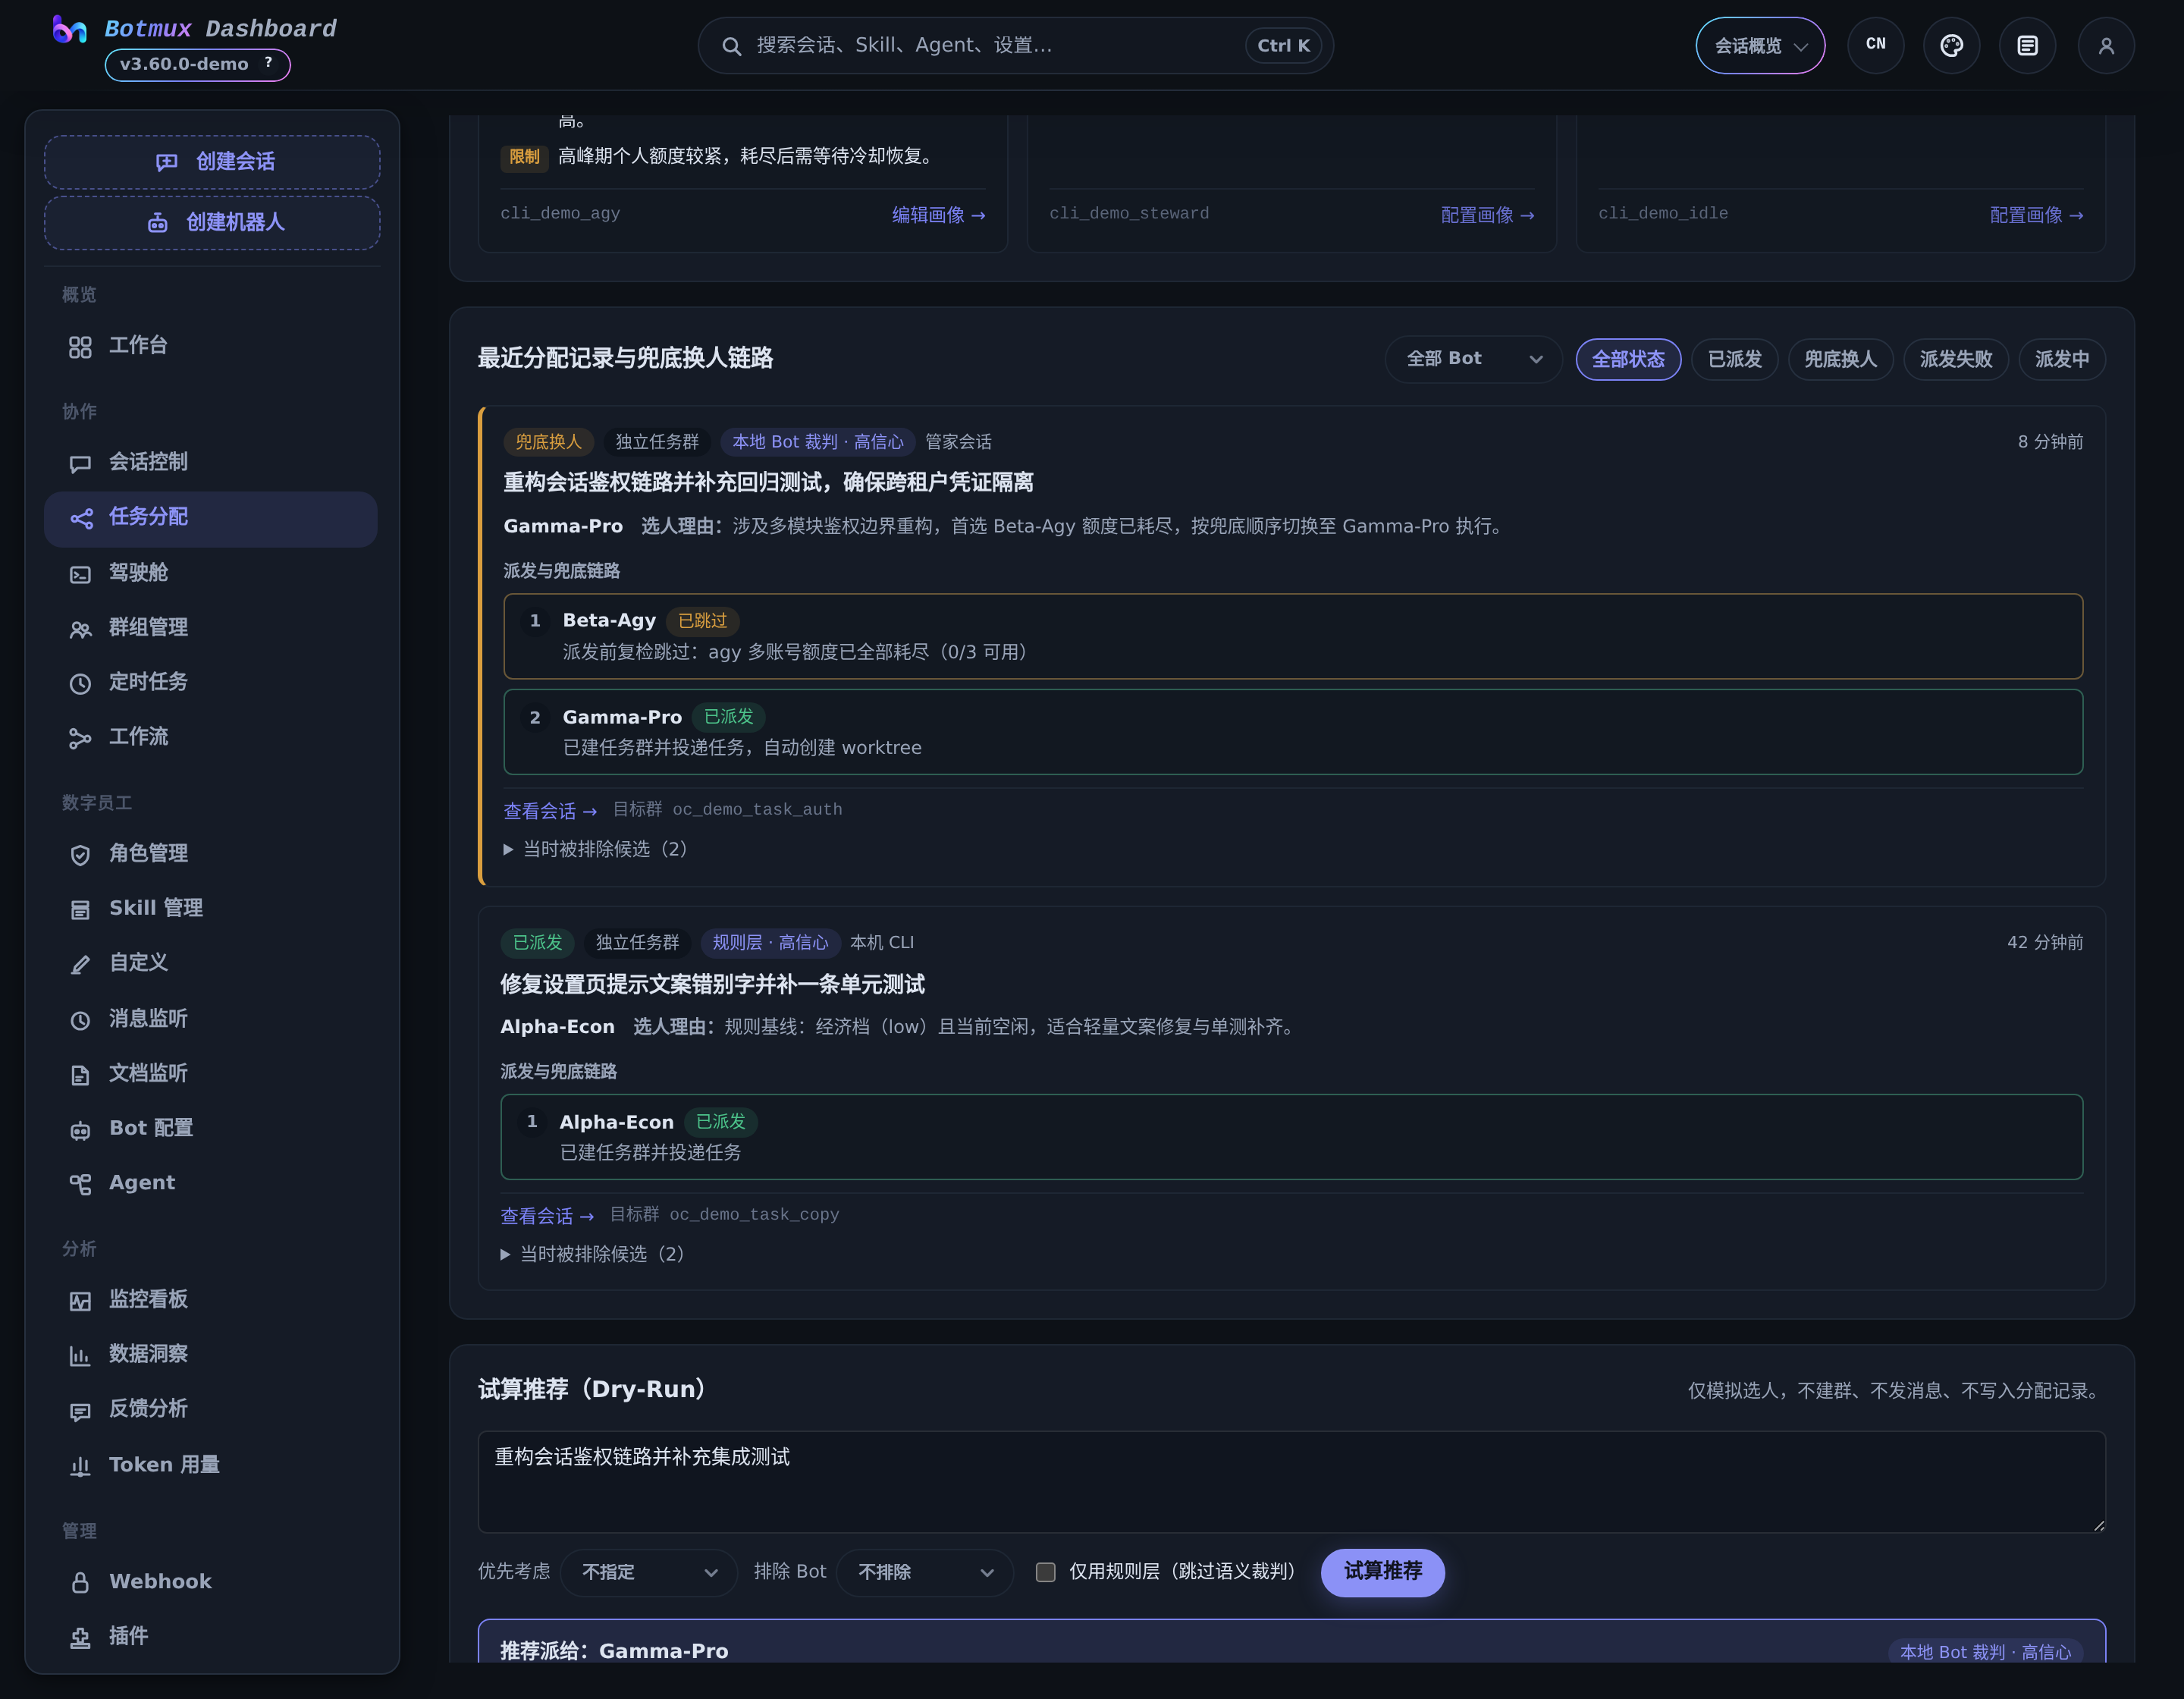 Botmux Dashboard
v3.60.0-demo ?
搜索会话、Skill、Agent、设置…
Ctrl K
会话概览
CN
创建会话
创建机器人
概览
工作台
协作
会话控制
任务分配
驾驶舱
群组管理
定时任务
工作流
数字员工
角色管理
Skill 管理
自定义
消息监听
文档监听
Bot 配置
Agent
分析
监控看板
数据洞察
反馈分析
Token 用量
管理
Webhook
插件
高。
限制 高峰期个人额度较紧，耗尽后需等待冷却恢复。
cli_demo_agy 编辑画像 →
cli_demo_steward 配置画像 →
cli_demo_idle 配置画像 →
最近分配记录与兜底换人链路
全部 Bot 全部状态 已派发 兜底换人 派发失败 派发中
兜底换人 独立任务群 本地 Bot 裁判 · 高信心 管家会话 8 分钟前
重构会话鉴权链路并补充回归测试，确保跨租户凭证隔离
Gamma-Pro 选人理由：涉及多模块鉴权边界重构，首选 Beta-Agy 额度已耗尽，按兜底顺序切换至 Gamma-Pro 执行。
派发与兜底链路
1 Beta-Agy 已跳过
派发前复检跳过：agy 多账号额度已全部耗尽（0/3 可用）
2 Gamma-Pro 已派发
已建任务群并投递任务，自动创建 worktree
查看会话 → 目标群 oc_demo_task_auth
▶ 当时被排除候选（2）
已派发 独立任务群 规则层 · 高信心 本机 CLI 42 分钟前
修复设置页提示文案错别字并补一条单元测试
Alpha-Econ 选人理由：规则基线：经济档（low）且当前空闲，适合轻量文案修复与单测补齐。
派发与兜底链路
1 Alpha-Econ 已派发
已建任务群并投递任务
查看会话 → 目标群 oc_demo_task_copy
▶ 当时被排除候选（2）
试算推荐（Dry-Run） 仅模拟选人，不建群、不发消息、不写入分配记录。
重构会话鉴权链路并补充集成测试
优先考虑 不指定 排除 Bot 不排除 仅用规则层（跳过语义裁判） 试算推荐
推荐派给：Gamma-Pro 本地 Bot 裁判 · 高信心